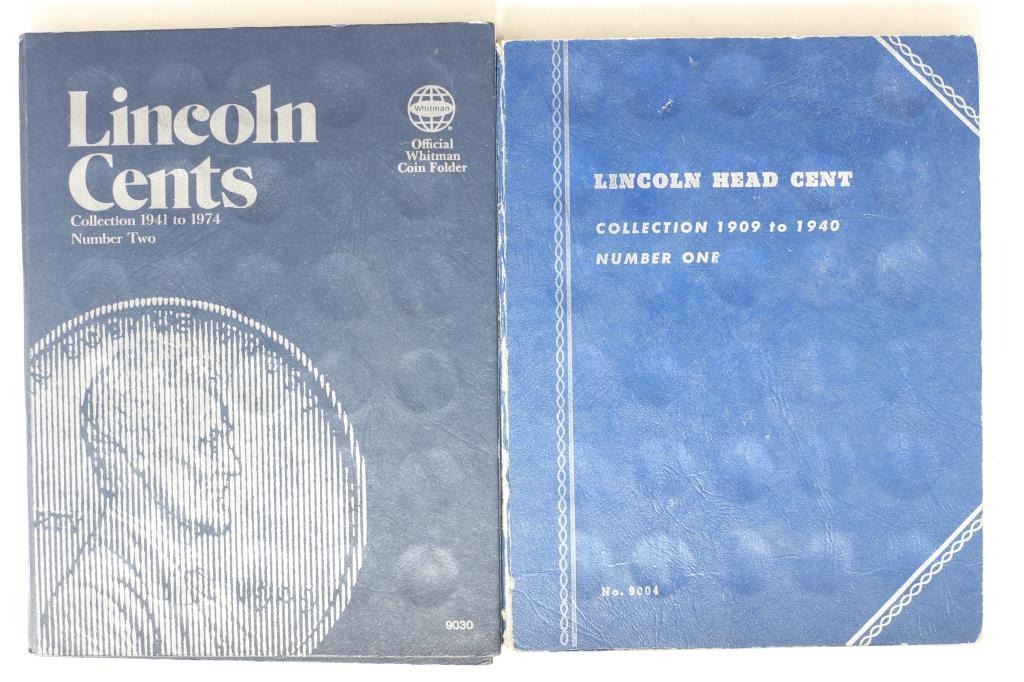 Lincoln
Cents
Collection 1941 to 1974
Number Two
Whitman
Official
Whitman
Coin Folder
9030
LINCOLN HEAD CENT
COLLECTION 1909 to 1940
NUMBER ONE
No. 9004